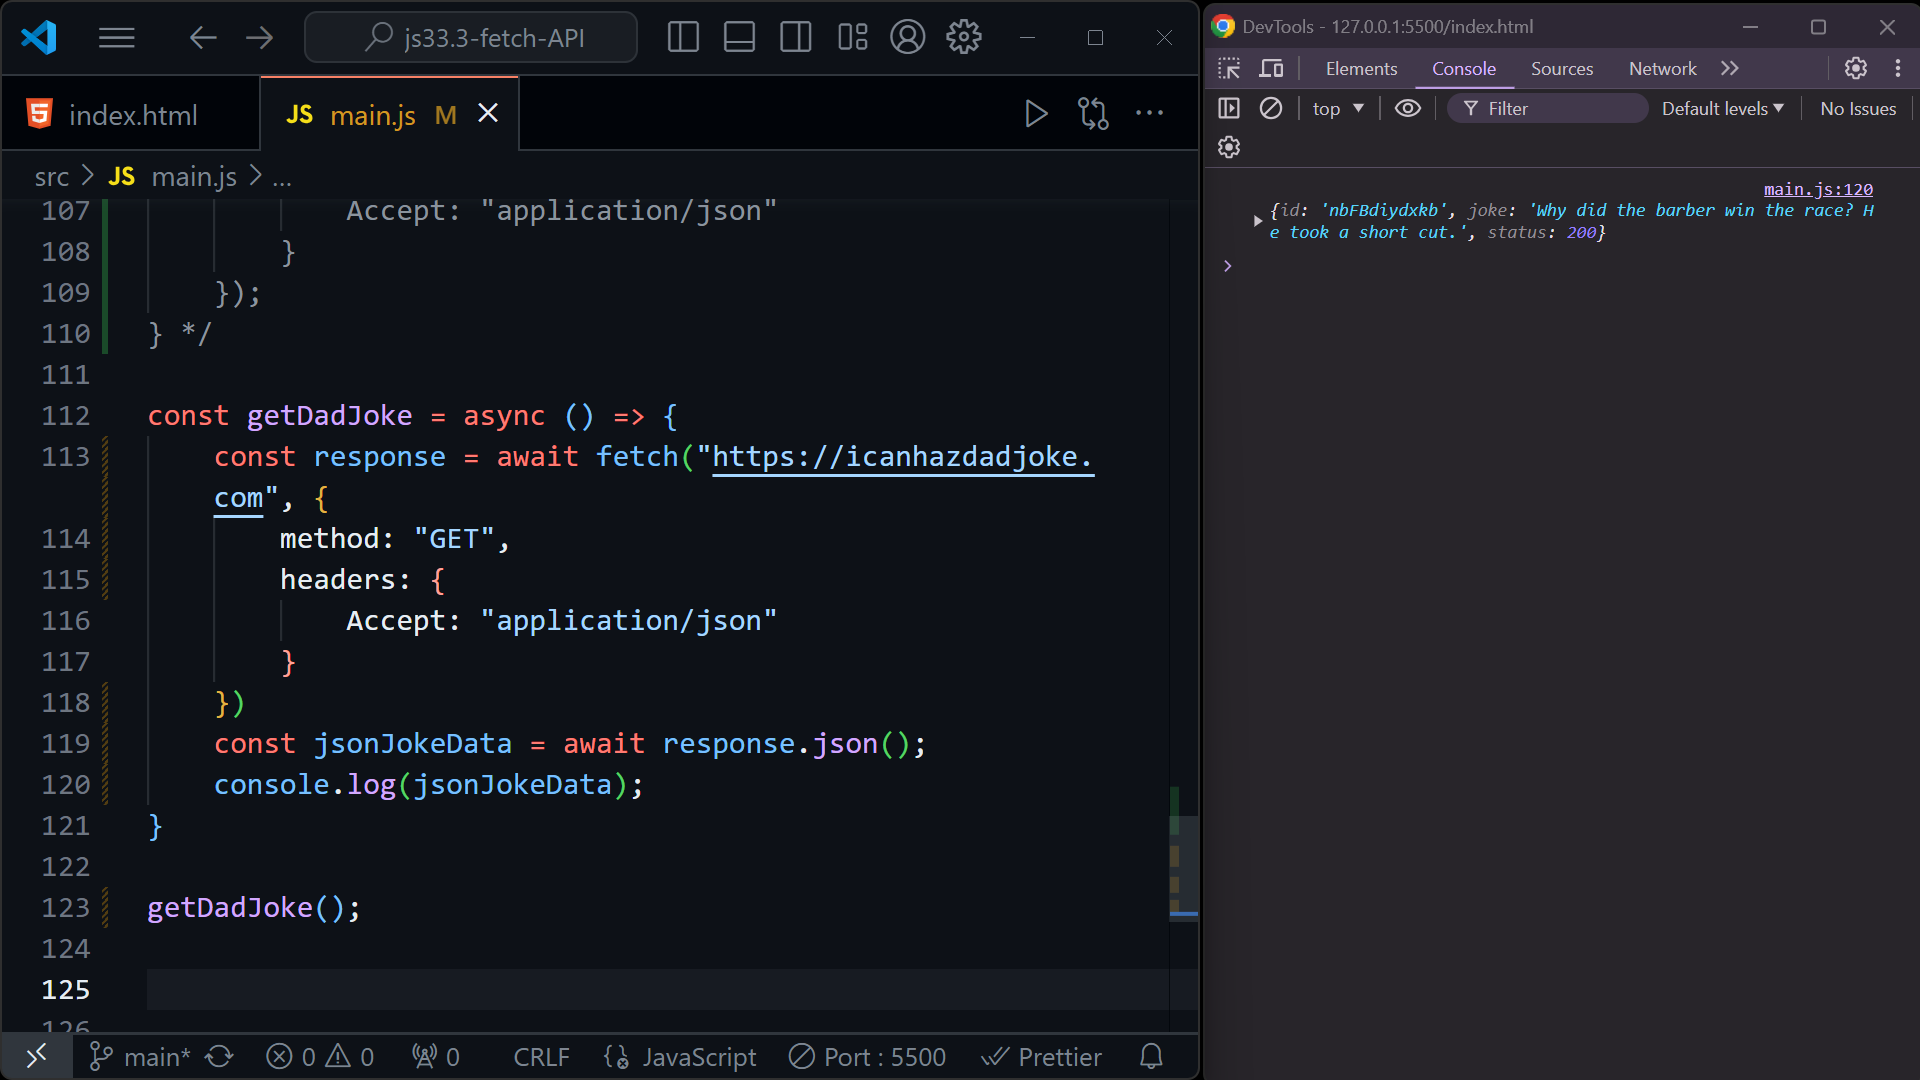 js33.3-fetch-API
index.html
JS main.js M
src > JS main.js > ...
107 Accept: "application/json"
108 }
109 });
110 } */
111
112 const getDadJoke = async () => {
113 const response = await fetch("https://icanhazdadjoke.
com", {
114 method: "GET",
115 headers: {
116 Accept: "application/json"
117 }
118 })
119 const jsonJokeData = await response.json();
120 console.log(jsonJokeData);
121 }
122
123 getDadJoke();
124
125
126
main* 0 0 0 CRLF {} JavaScript Port : 5500 Prettier
DevTools - 127.0.0.1:5500/index.html
Elements Console Sources Network
top Filter Default levels No Issues
main.js:120
{id: 'nbFBdiydxkb', joke: 'Why did the barber win the race? H
e took a short cut.', status: 200}